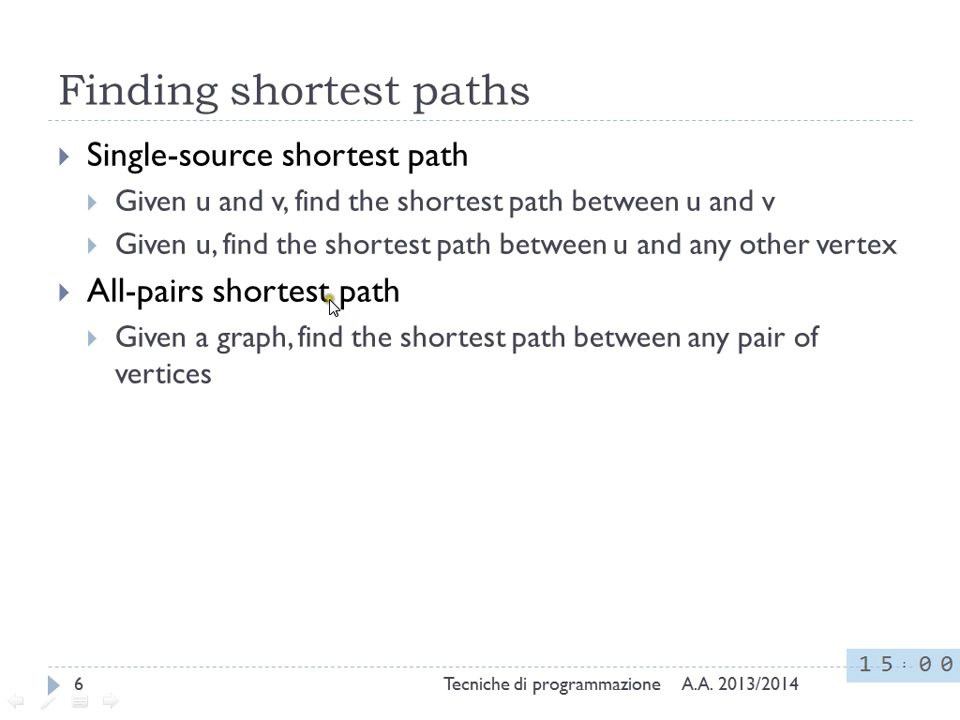 Finding shortest paths
Single-source shortest path
Given u and v, find the shortest path between u and v
Given u, find the shortest path between u and any other vertex
All-pairs shortest path
Given a graph, find the shortest path between any pair of
vertices
15:00
6 Tecniche di programmazione A.A. 2013/2014